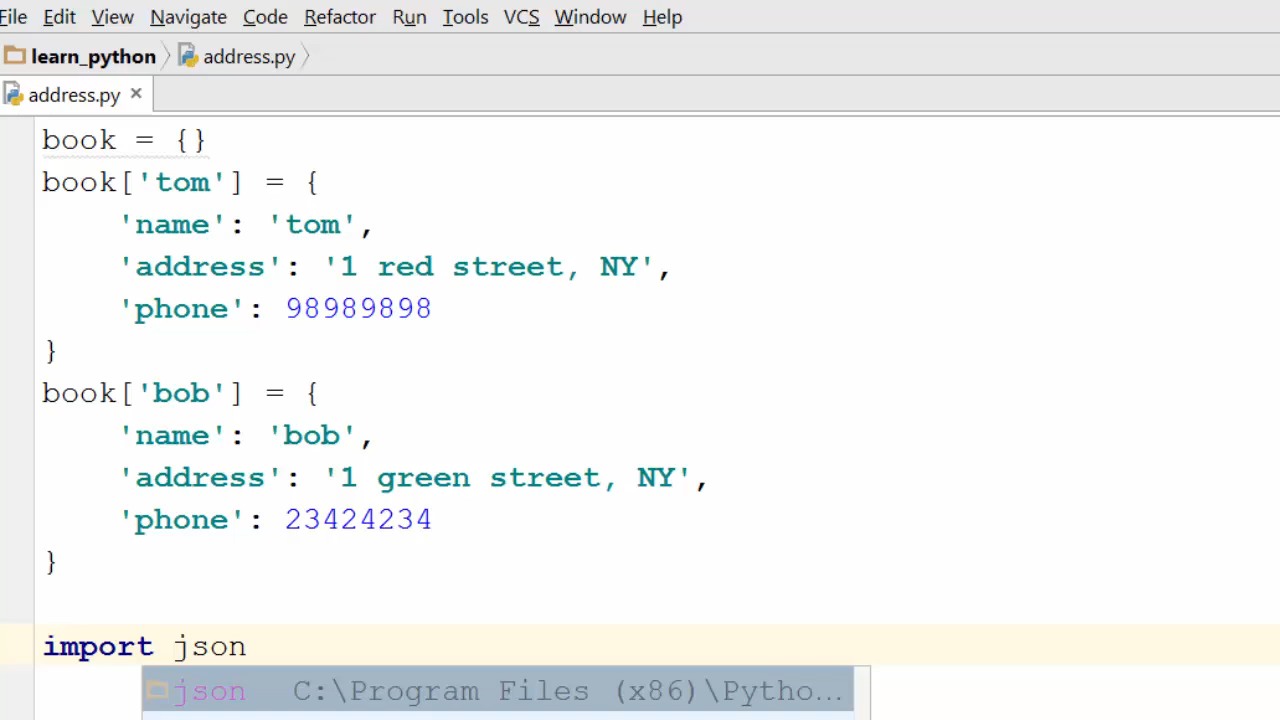 File Edit View Navigate Code Refactor Run Tools VCS Window Help
learn_python address.py
address.py ×
book = {}
book['tom'] = {
    'name': 'tom',
    'address': '1 red street, NY',
    'phone': 98989898
}
book['bob'] = {
    'name': 'bob',
    'address': '1 green street, NY',
    'phone': 23424234
}
import json
json C:\Program Files (x86)\Pytho...